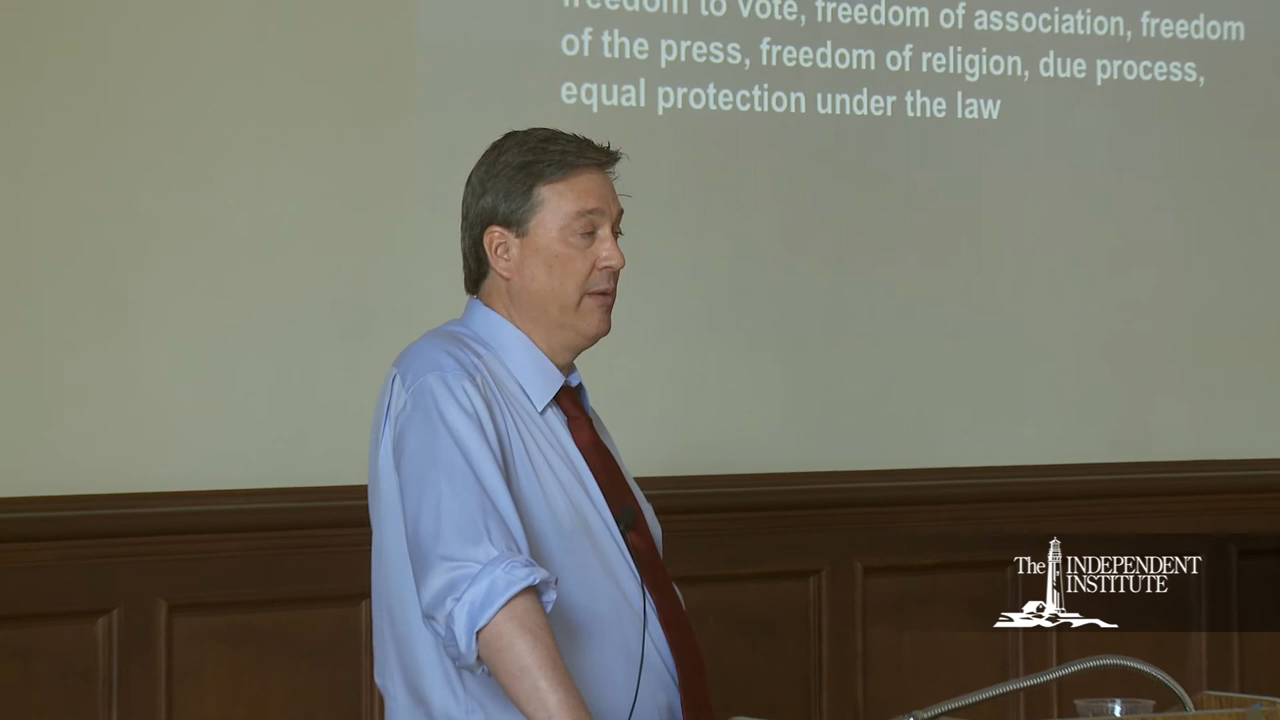 freedom to vote, freedom of association, freedom
of the press, freedom of religion, due process,
equal protection under the law
The INDEPENDENT
INSTITUTE